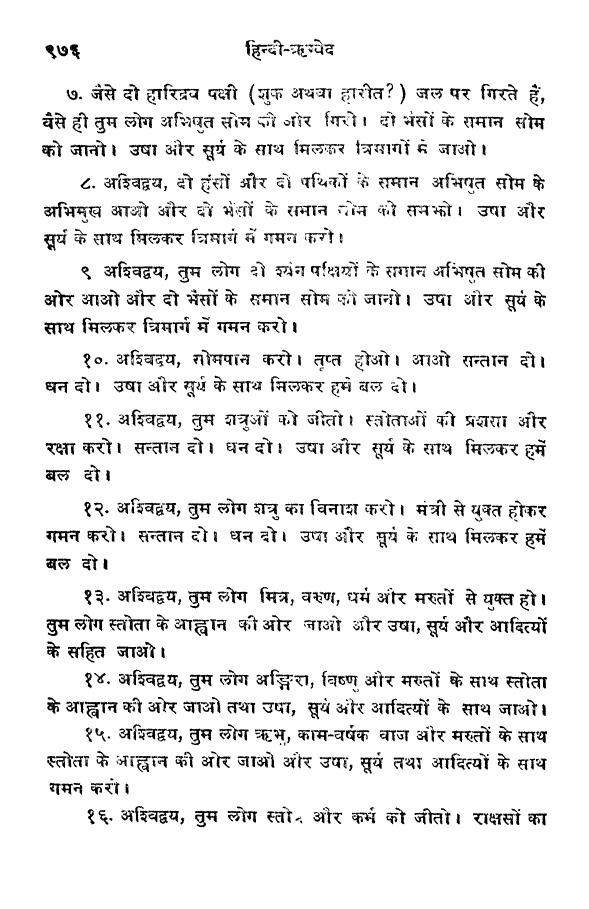 ९७६ हिन्दी-ऋग्वेद
७. जैसे दो हारिद्रव पक्षी (शुक अथवा हारीत?) जल पर गिरते हैं,
वैसे ही तुम लोग अभिषुत सोम की ओर गिरो। दो भैंसों के समान सोम
को जानो। उषा और सूर्य के साथ मिलकर त्रिमार्गों में जाओ।
८. अश्विद्वय, दो हंसों और दो पथिकों के समान अभिषुत सोम के
अभिमुख आओ और दो भैंसों के समान सोम को समझो। उषा और
सूर्य के साथ मिलकर त्रिमार्ग में गमन करो।
९ अश्विद्वय, तुम लोग दो श्येन पक्षियों के समान अभिषुत सोम की
ओर आओ और दो भैंसों के समान सोम को जानो। उषा और सूर्य के
साथ मिलकर त्रिमार्ग में गमन करो।
१०. अश्विद्वय, सोमपान करो। तृप्त होओ। आओ सन्तान दो।
धन दो। उषा और सूर्य के साथ मिलकर हमे बल दो।
११. अश्विद्वय, तुम शत्रुओं को जीतो। स्तोताओं की प्रशसा और
रक्षा करो। सन्तान दो। धन दो। उषा और सूर्य के साथ मिलकर हमें
बल दो।
१२. अश्विद्वय, तुम लोग शत्रु का विनाश करो। मंत्री से युक्त होकर
गमन करो। सन्तान दो। धन दो। उषा और सूर्य के साथ मिलकर हमें
बल दो।
१३. अश्विद्वय, तुम लोग मित्र, वरुण, धर्म और मरुतों से युक्त हो।
तुम लोग स्तोता के आह्वान की ओर जाओ और उषा, सूर्य और आदित्यों
के सहित जाओ।
१४. अश्विद्वय, तुम लोग अङ्गिरा, विष्णु और मरुतों के साथ स्तोता
के आह्वान की ओर जाओ तथा उषा, सूर्य और आदित्यों के साथ जाओ।
१५. अश्विद्वय, तुम लोग ऋभु, काम-वर्षक वाज और मरुतों के साथ
स्तोता के आह्वान की ओर जाओ और उषा, सूर्य तथा आदित्यों के साथ
गमन करो।
१६. अश्विद्वय, तुम लोग और कर्म को जीतो। राक्षसों का